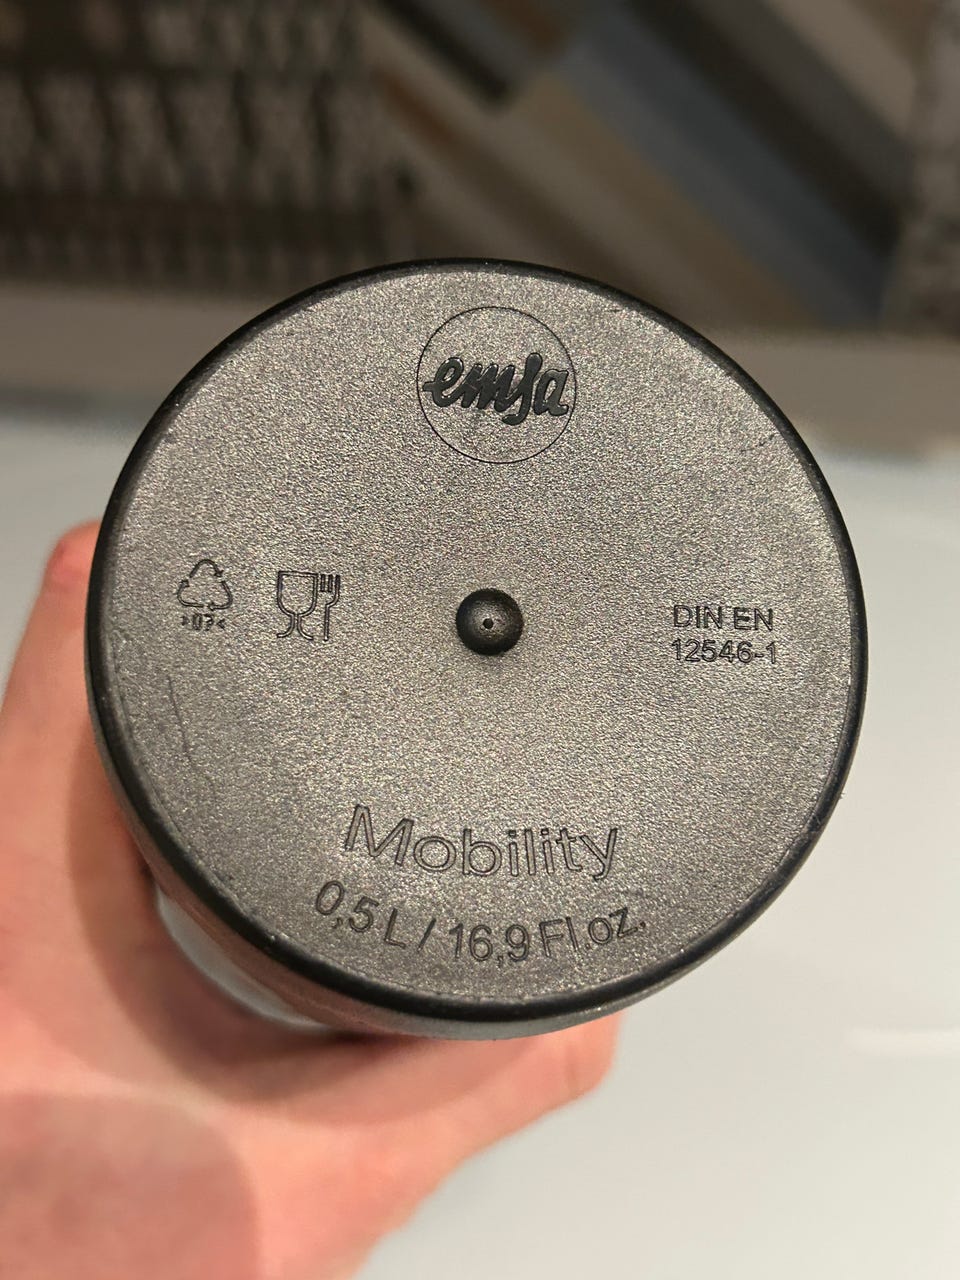 emsa
DIN EN
12546-1
Mobility
0,5 L / 16,9 Fl.oz.